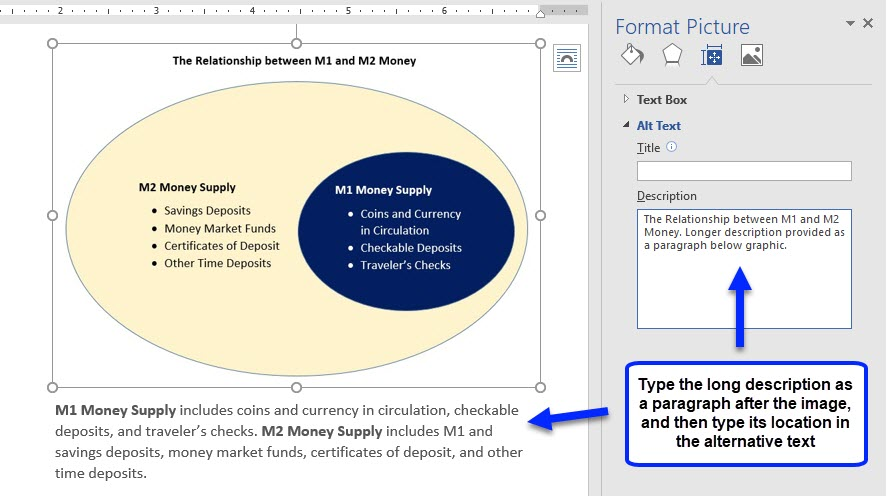 2 3 4 5 6
The Relationship between M1 and M2 Money
M2 Money Supply
• Savings Deposits
• Money Market Funds
• Certificates of Deposit
• Other Time Deposits
M1 Money Supply
• Coins and Currency
in Circulation
• Checkable Deposits
• Traveler's Checks
M1 Money Supply includes coins and currency in circulation, checkable
deposits, and traveler's checks. M2 Money Supply includes M1 and
savings deposits, money market funds, certificates of deposit, and other
time deposits.
Format Picture
Text Box
Alt Text
Title
Description
The Relationship between M1 and M2
Money. Longer description provided as
a paragraph below graphic.
Type the long description as
a paragraph after the image,
and then type its location in
the alternative text